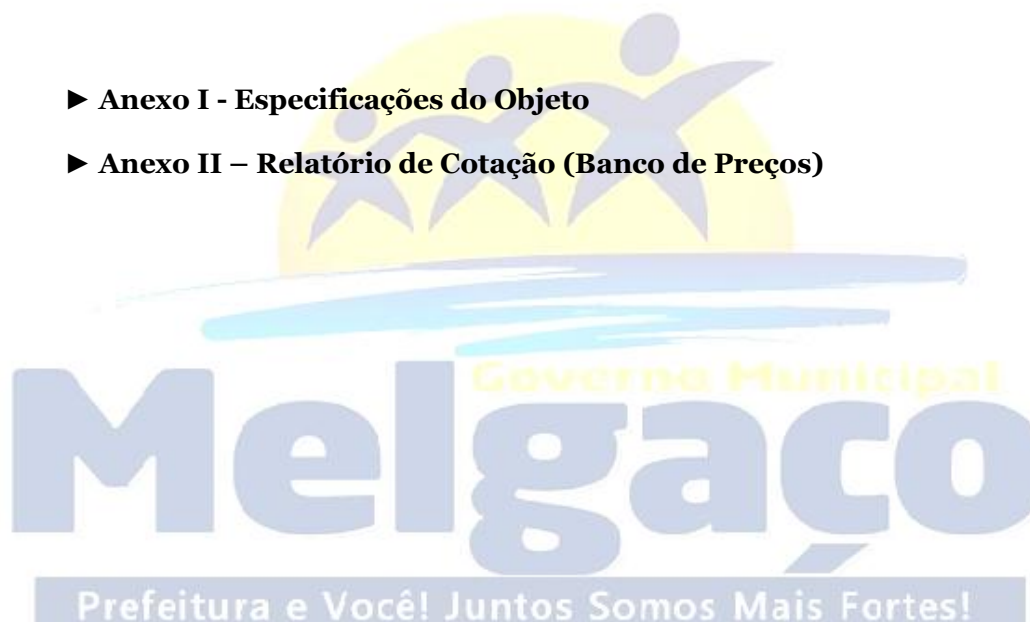 ► Anexo I - Especificações do Objeto
► Anexo II – Relatório de Cotação (Banco de Preços)
Governo Municipal
Melgaço
Prefeitura e Você! Juntos Somos Mais Fortes!